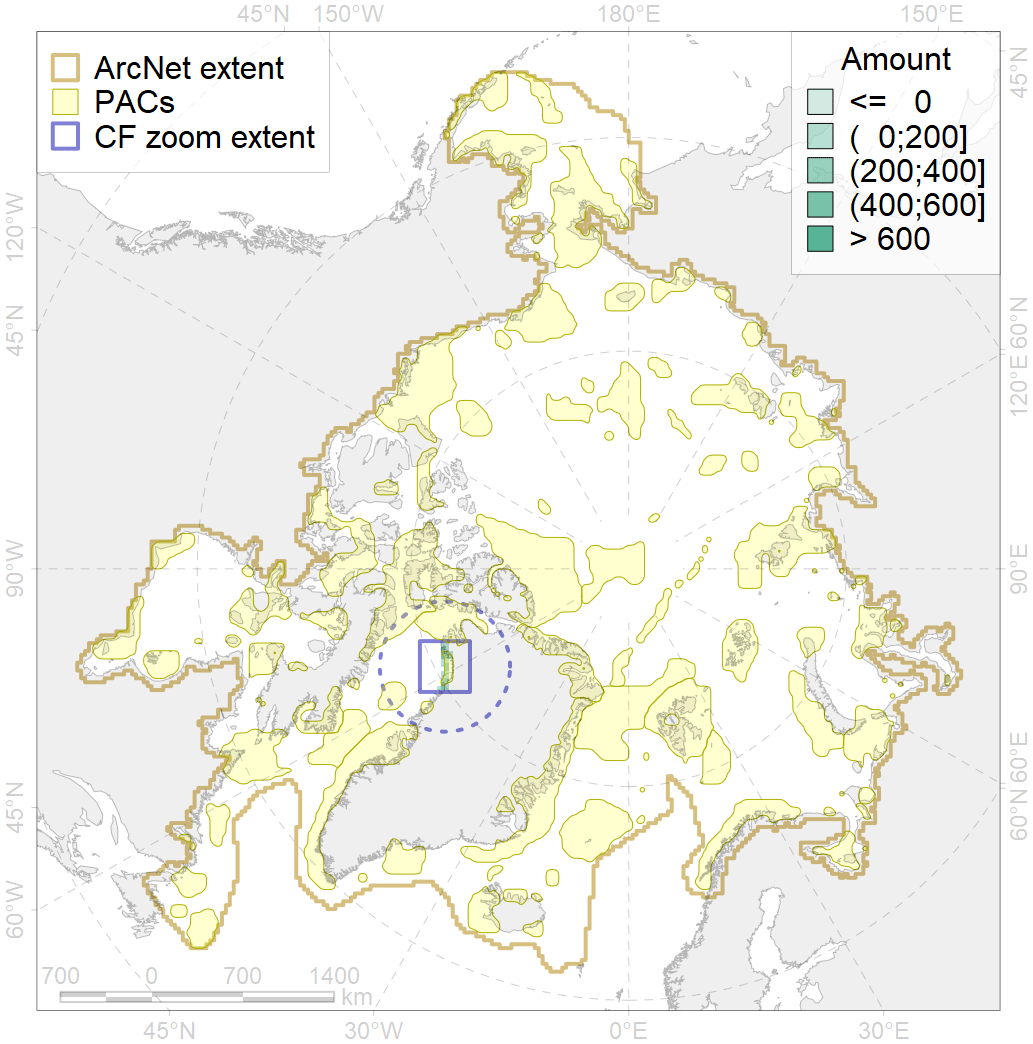 45°N 150°W 180°E 150°E
ArcNet extent
PACs
CF zoom extent
Amount
<= 0
( 0;200]
(200;400]
(400;600]
> 600
45°N
120°W
45°N
60°N
120°E
90°W
90°E
45°N
60°W
60°E
60°N
700 0 700 1400
km
45°N 30°W 0°E 30°E